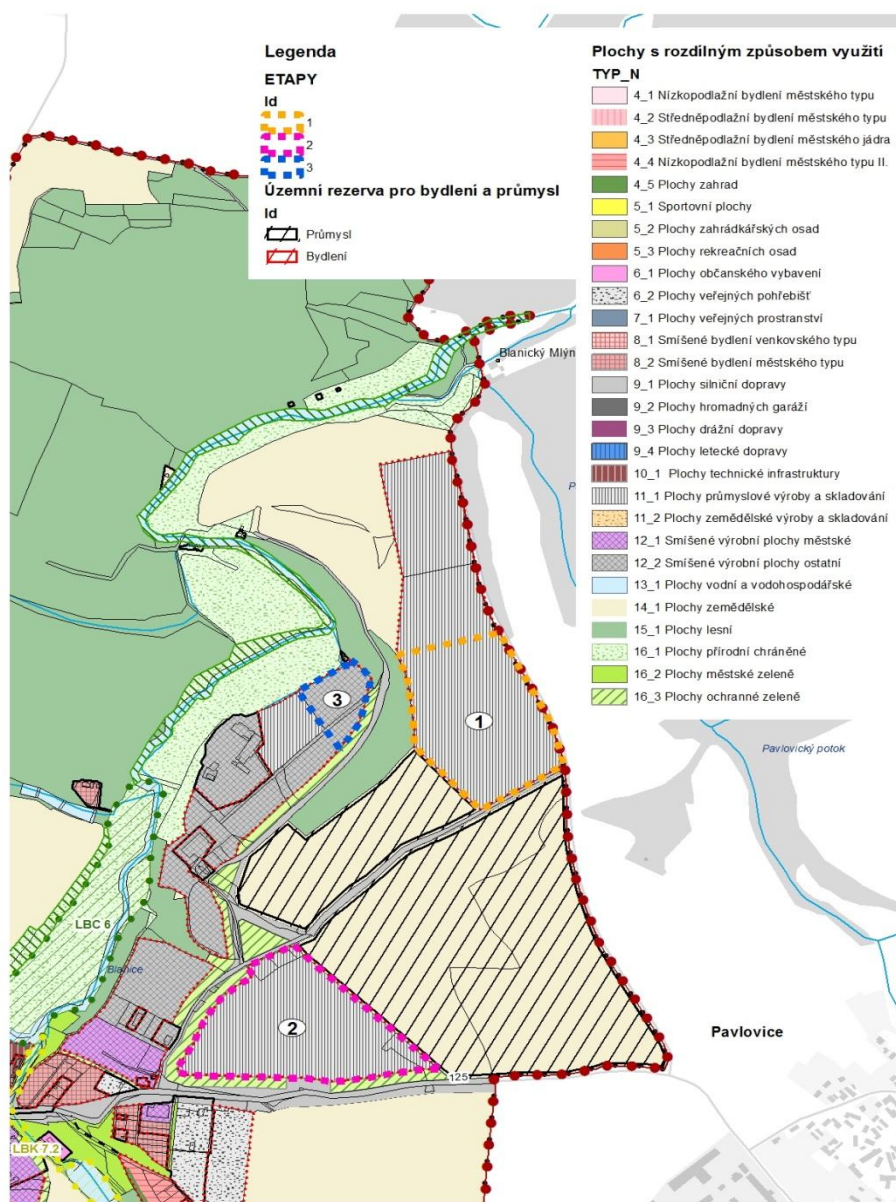 Legenda
ETAPY
Id
1
2
3
Územní rezerva pro bydlení a průmysl
Id
Průmysl
Bydlení
Plochy s rozdílným způsobem využití
TYP_N
4_1 Nízkopodlažní bydlení městského typu
4_2 Středněpodlažní bydlení městského typu
4_3 Středněpodlažní bydlení městského jádra
4_4 Nízkopodlažní bydlení městského typu II.
4_5 Plochy zahrad
5_1 Sportovní plochy
5_2 Plochy zahrádkářských osad
5_3 Plochy rekreačních osad
6_1 Plochy občanského vybavení
6_2 Plochy veřejných pohřebišť
7_1 Plochy veřejných prostranství
8_1 Smíšené bydlení venkovského typu
8_2 Smíšené bydlení městského typu
9_1 Plochy silniční dopravy
9_2 Plochy hromadných garáží
9_3 Plochy drážní dopravy
9_4 Plochy letecké dopravy
10_1 Plochy technické infrastruktury
11_1 Plochy průmyslové výroby a skladování
11_2 Plochy zemědělské výroby a skladování
12_1 Smíšené výrobní plochy městské
12_2 Smíšené výrobní plochy ostatní
13_1 Plochy vodní a vodohospodářské
14_1 Plochy zemědělské
15_1 Plochy lesní
16_1 Plochy přírodní chráněné
16_2 Plochy městské zeleně
16_3 Plochy ochranné zeleně
Blanický Mlýn
P
3
1
Pavlovický potok
LBC 6
Blanice
2
Pavlovice
125
LBK 7.2